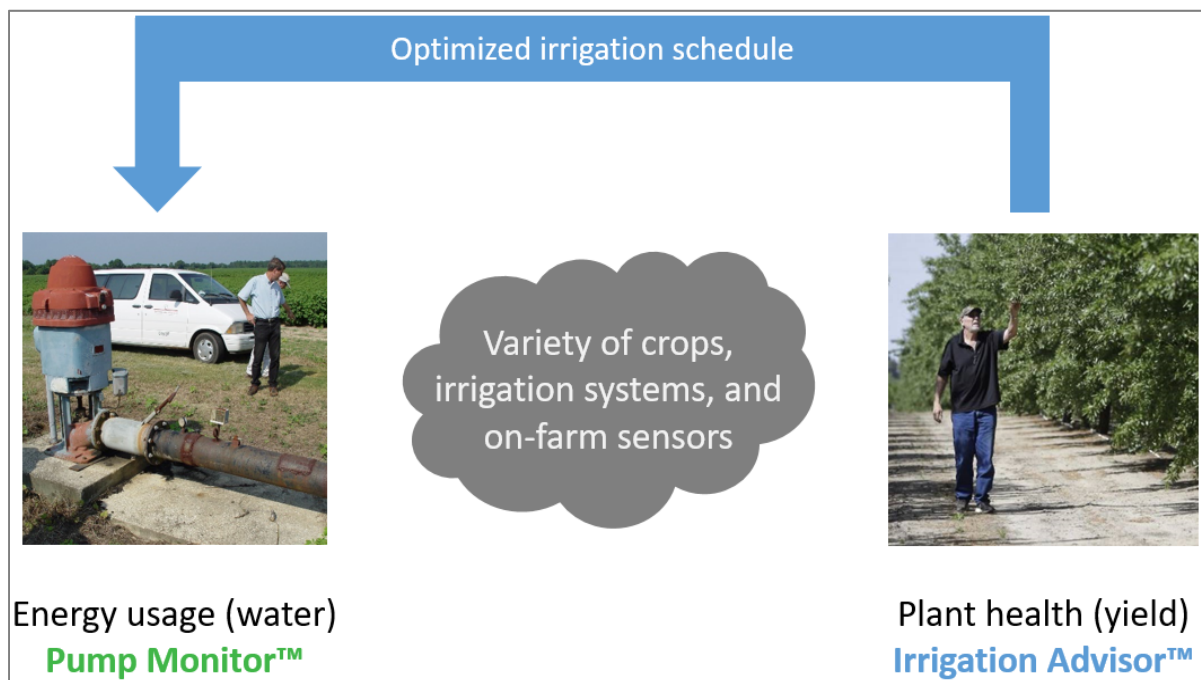 Optimized irrigation schedule
Variety of crops,
irrigation systems, and
on-farm sensors
Energy usage (water)
Pump Monitor™
Plant health (yield)
Irrigation Advisor™